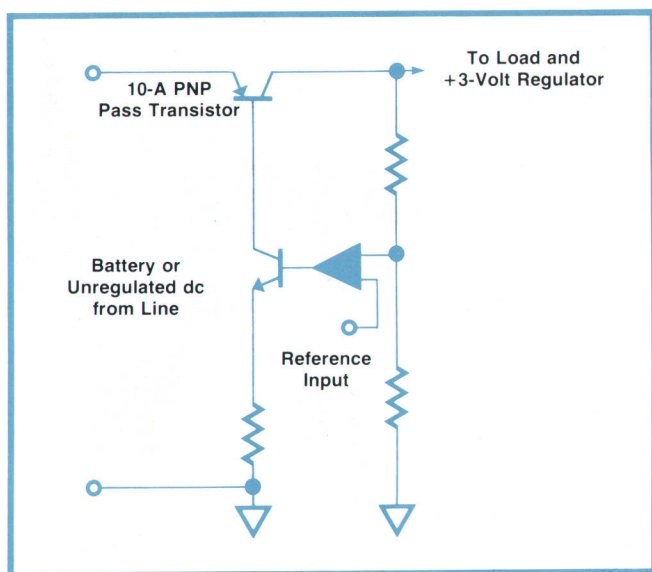 To Load and
+3-Volt Regulator
10-A PNP
Pass Transistor
Battery or
Unregulated dc
from Line
Reference
Input